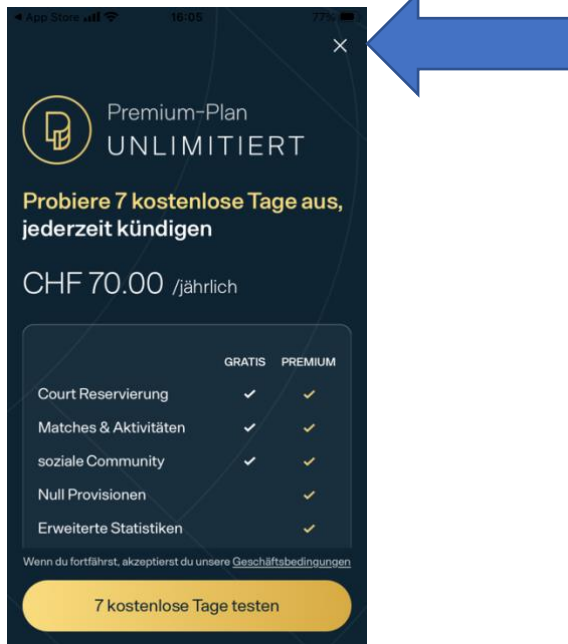 App Store 16:05 77%
Premium-Plan
UNLIMITIERT
Probiere 7 kostenlose Tage aus,
jederzeit kündigen
CHF 70.00 /jährlich
GRATIS PREMIUM
Court Reservierung
Matches & Aktivitäten
soziale Community
Null Provisionen
Erweiterte Statistiken
Wenn du fortfährst, akzeptierst du unsere Geschäftsbedingungen
7 kostenlose Tage testen